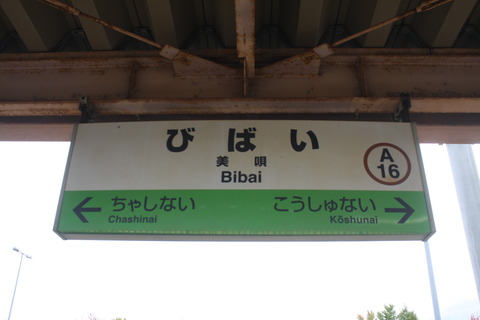 びばい
美唄
Bibai
A
16
ちゃしない
Chashinai
こうしゅない
Kōshunai